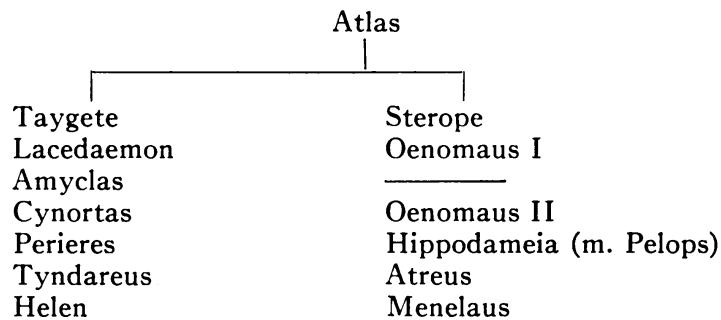 Atlas
Taygete Sterope
Lacedaemon Oenomaus I
Amyclas
Cynortas Oenomaus II
Perieres Hippodameia (m. Pelops)
Tyndareus Atreus
Helen Menelaus